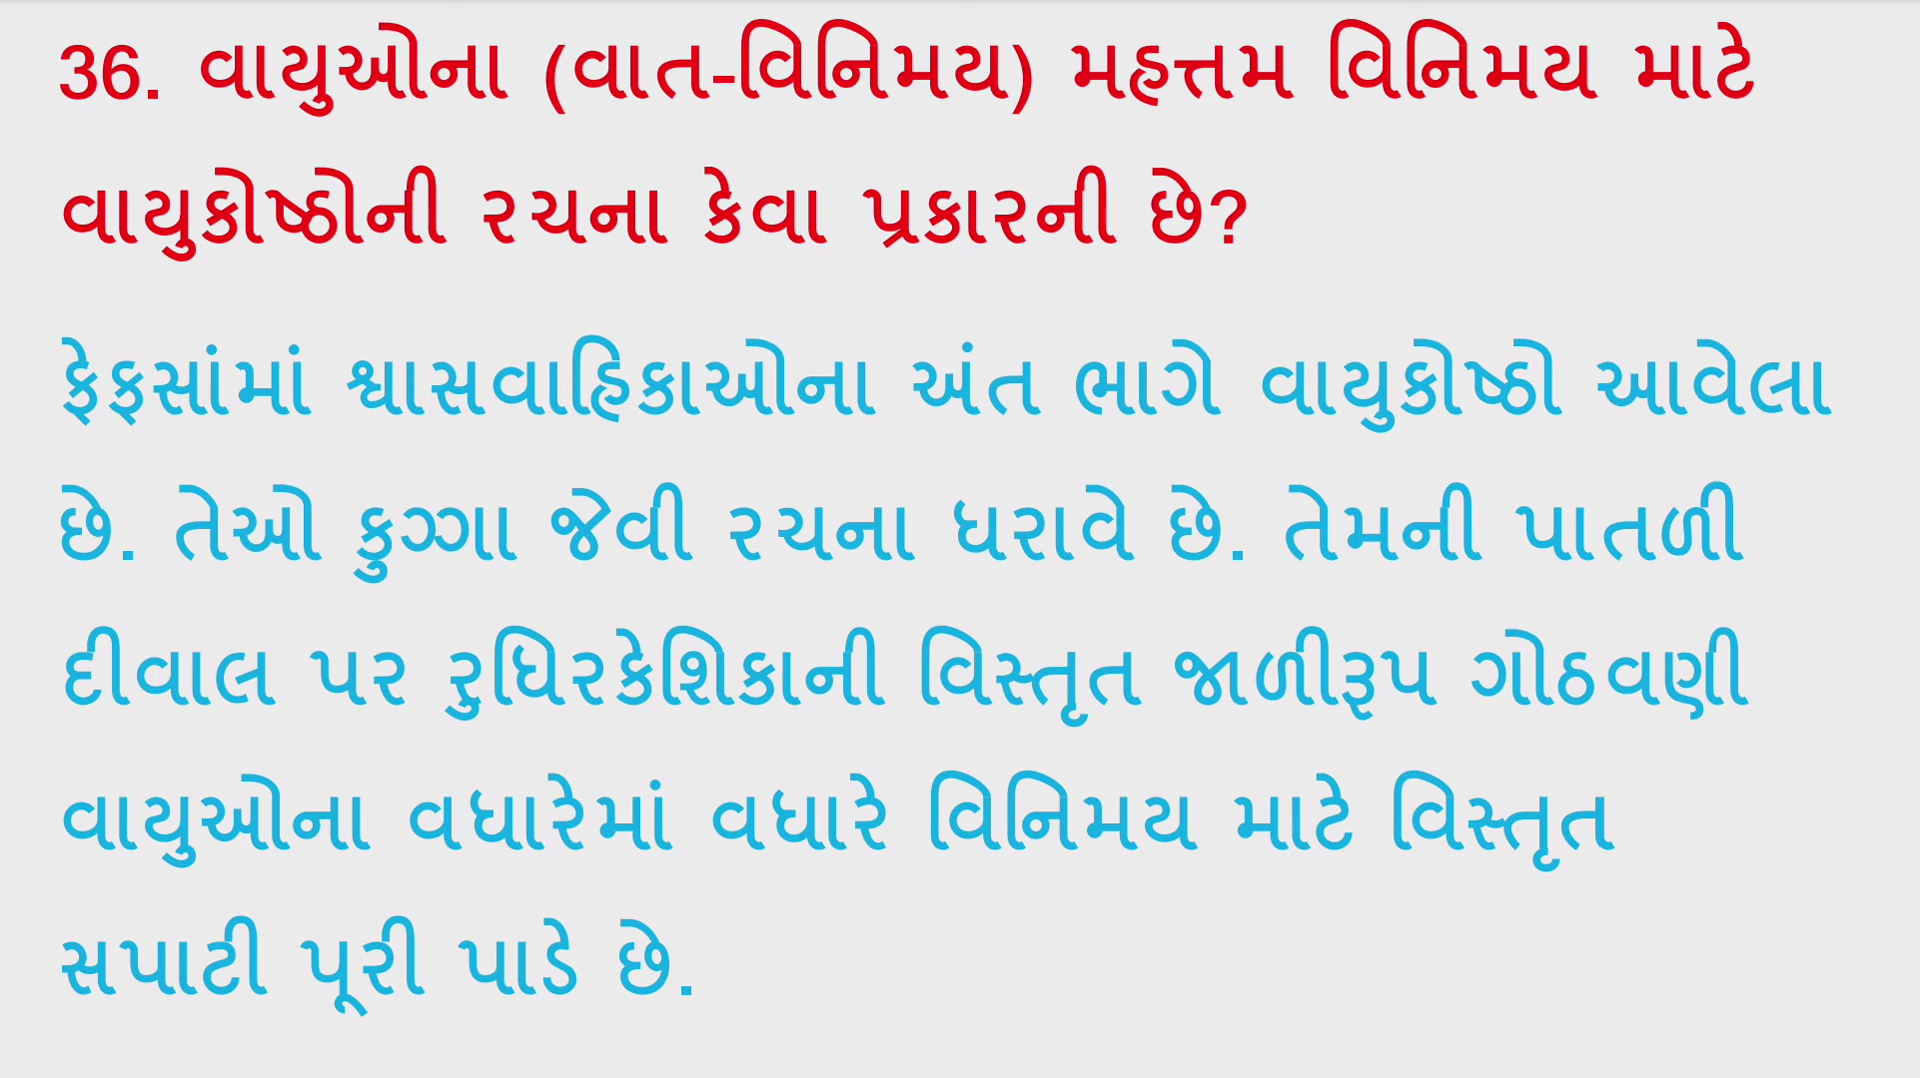 36. વાયુઓના (વાત-વિનિમય) મહત્તમ વિનિમય માટે
વાયુકોષ્ઠોની રચના કેવા પ્રકારની છે?
ફેફસાંમાં શ્વાસવાહિકાઓના અંત ભાગે વાયુકોષ્ઠો આવેલા
છે. તેઓ કુગ્ગા જેવી રચના ધરાવે છે. તેમની પાતળી
દીવાલ પર રુધિરકેશિકાની વિસ્તૃત જાળીરૂપ ગોઠવણી
વાયુઓના વધારેમાં વધારે વિનિમય માટે વિસ્તૃત
સપાટી પૂરી પાડે છે.